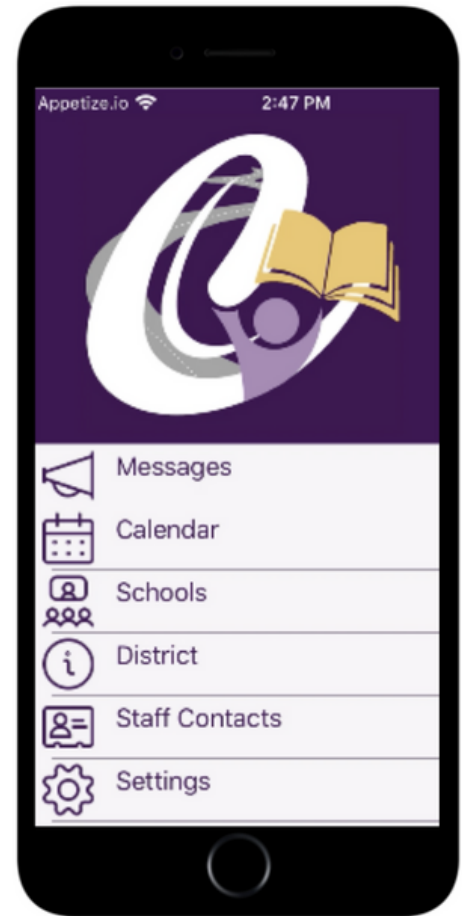 Appetize.io 2:47 PM
Messages
Calendar
Schools
District
Staff Contacts
Settings